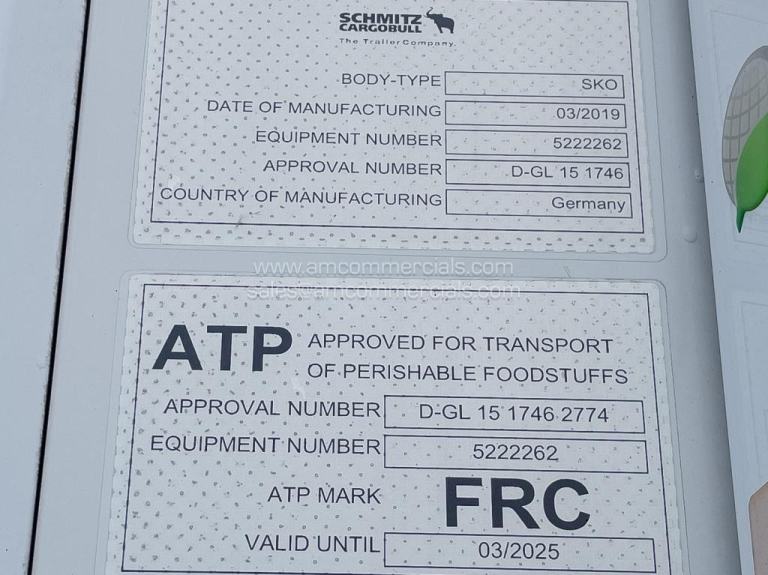 SCHMITZ
CARGOBULL
The Trailer Company.
BODY-TYPE SKO
DATE OF MANUFACTURING 03/2019
EQUIPMENT NUMBER 5222262
APPROVAL NUMBER D-GL 15 1746
COUNTRY OF MANUFACTURING Germany
www.amcommercials.com
sales@amcommercials.com
ATP APPROVED FOR TRANSPORT
OF PERISHABLE FOODSTUFFS
APPROVAL NUMBER D-GL 15 1746 2774
EQUIPMENT NUMBER 5222262
ATP MARK FRC
VALID UNTIL 03/2025